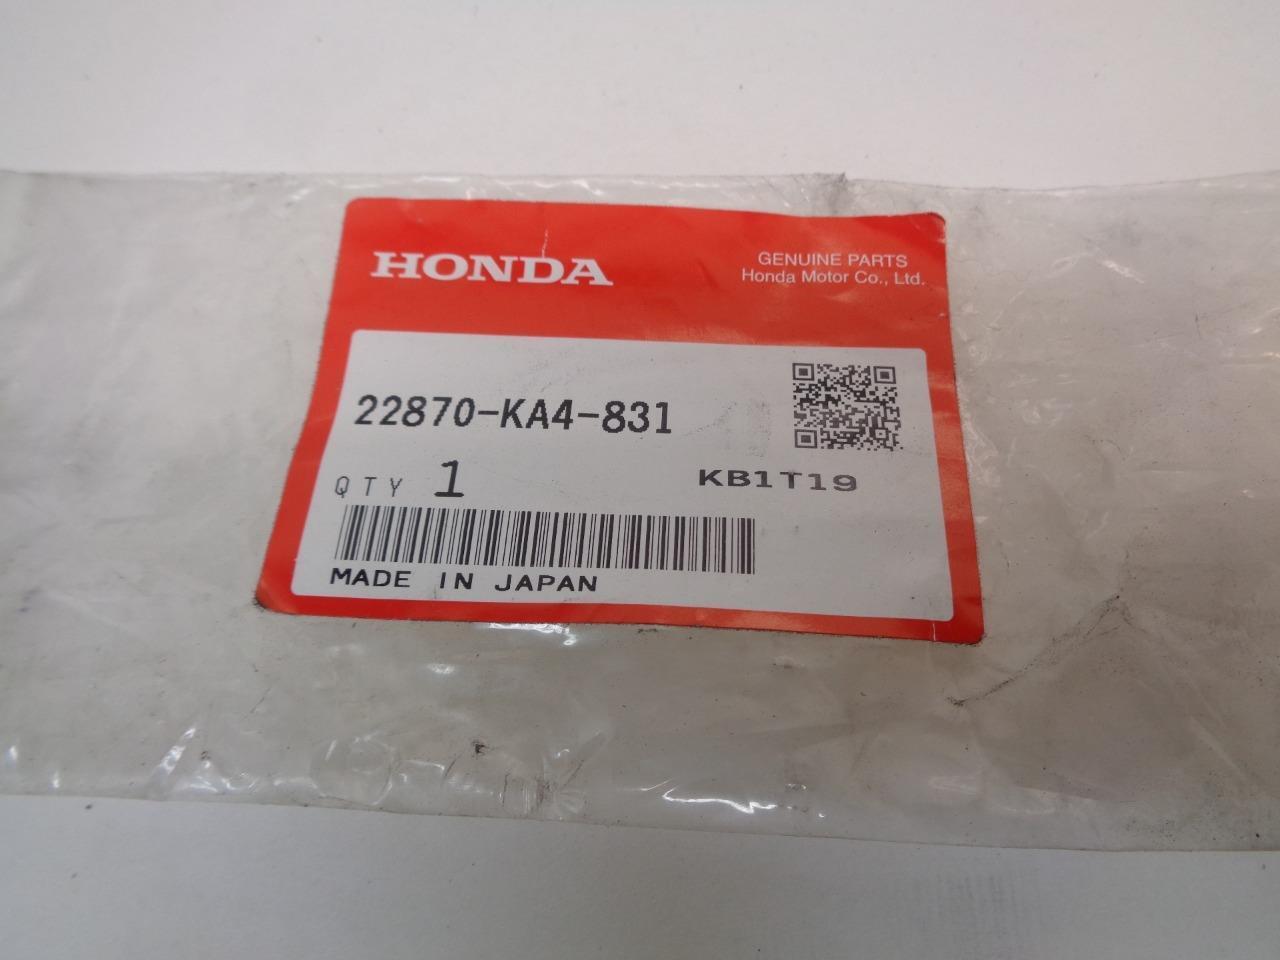 HONDA
GENUINE PARTS
Honda Motor Co., Ltd.
22870-KA4-831
QTY 1
KB1T19
MADE IN JAPAN